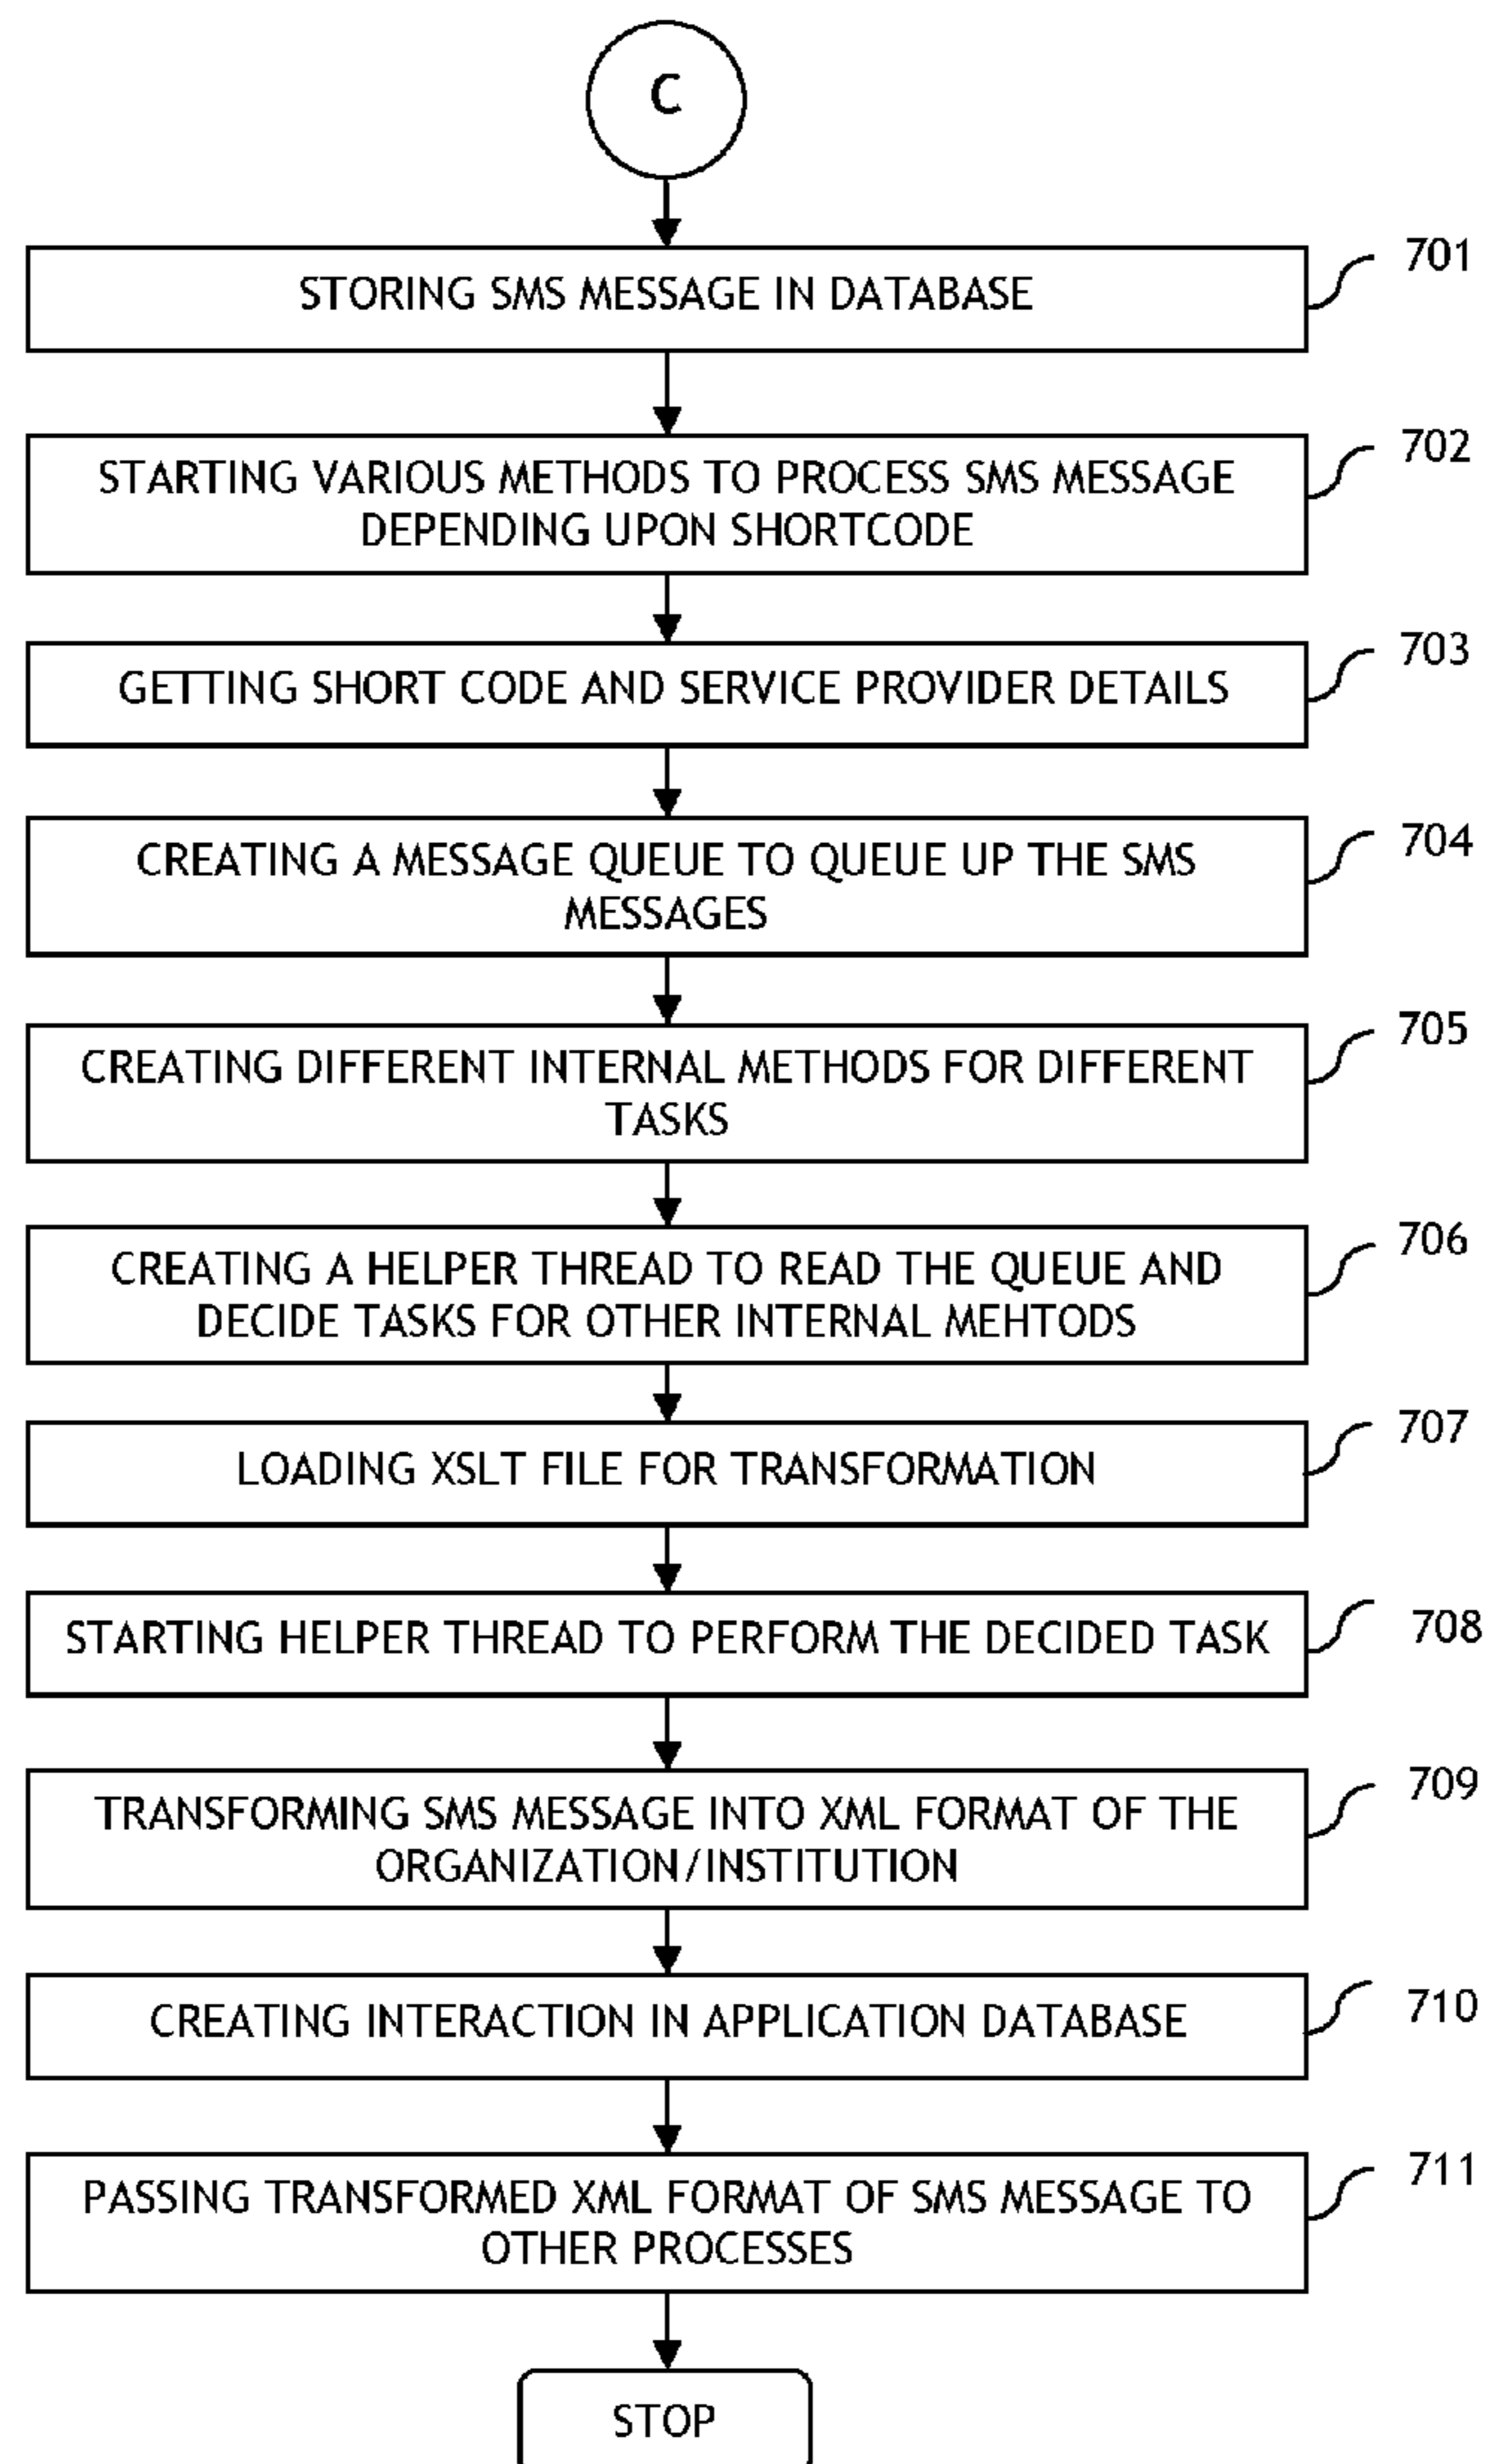 C
STORING SMS MESSAGE IN DATABASE
701
STARTING VARIOUS METHODS TO PROCESS SMS MESSAGE
DEPENDING UPON SHORTCODE
702
GETTING SHORT CODE AND SERVICE PROVIDER DETAILS
703
CREATING A MESSAGE QUEUE TO QUEUE UP THE SMS
MESSAGES
704
CREATING DIFFERENT INTERNAL METHODS FOR DIFFERENT
TASKS
705
CREATING A HELPER THREAD TO READ THE QUEUE AND
DECIDE TASKS FOR OTHER INTERNAL MEHTODS
706
LOADING XSLT FILE FOR TRANSFORMATION
707
STARTING HELPER THREAD TO PERFORM THE DECIDED TASK
708
TRANSFORMING SMS MESSAGE INTO XML FORMAT OF THE
ORGANIZATION/INSTITUTION
709
CREATING INTERACTION IN APPLICATION DATABASE
710
PASSING TRANSFORMED XML FORMAT OF SMS MESSAGE TO
OTHER PROCESSES
711
STOP